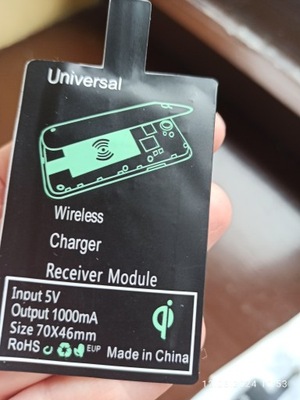 Universal
Wireless
Charger
Receiver Module
Input 5V
Output 1000mA
Size 70X46mm
RoHS EUP Made in China